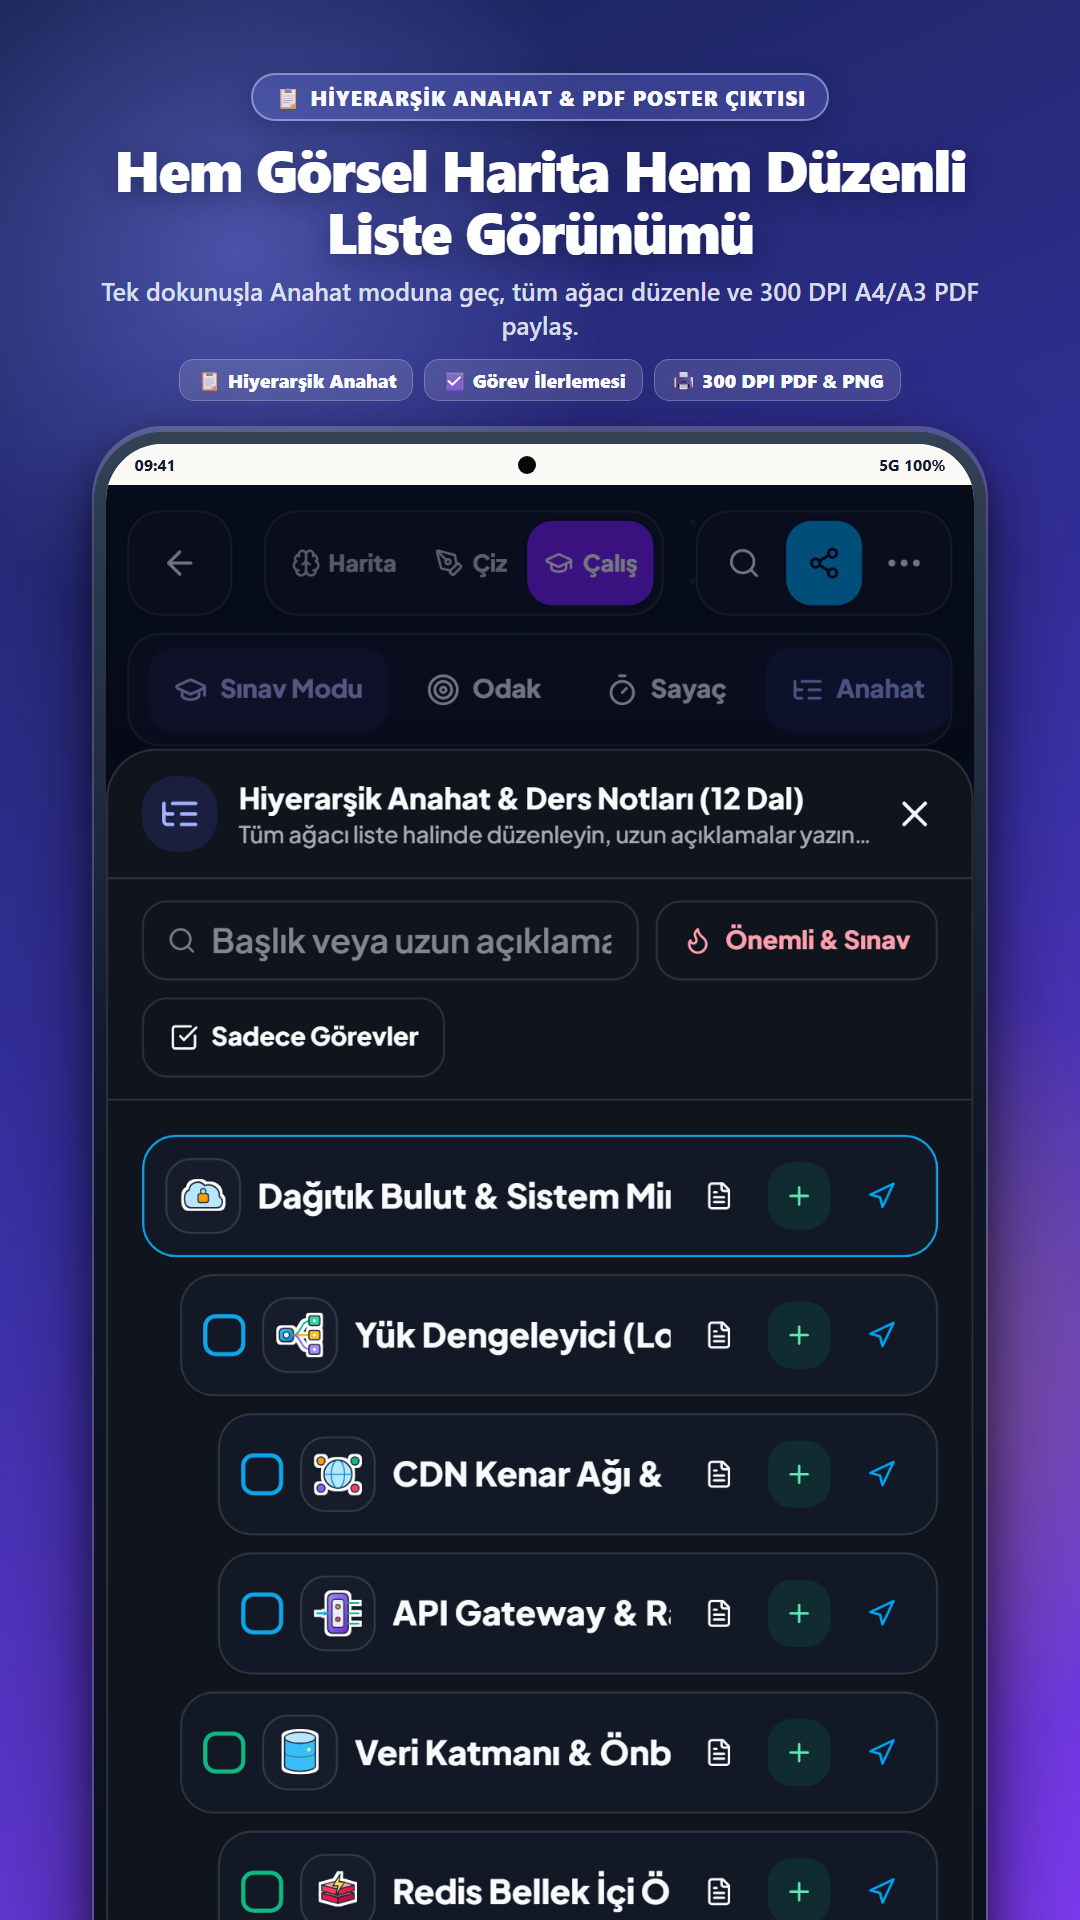 HİYERARŞİK ANAHAT & PDF POSTER ÇIKTISI
Hem Görsel Harita Hem Düzenli
Liste Görünümü
Tek dokunuşla Anahat moduna geç, tüm ağacı düzenle ve 300 DPI A4/A3 PDF
paylaş.
Hiyerarşik Anahat
Görev İlerlemesi
300 DPI PDF & PNG
09:41
5G 100%
Harita
Çiz
Çalış
Sınav Modu
Odak
Sayaç
Anahat
Hiyerarşik Anahat & Ders Notları (12 Dal)
Tüm ağacı liste halinde düzenleyin, uzun açıklamalar yazın...
Başlık veya uzun açıklama
Önemli & Sınav
Sadece Görevler
Dağıtık Bulut & Sistem
Yük Dengeleyici (Lo
CDN Kenar Ağı &
API Gateway & Ra
Veri Katmanı & Önb
Redis Bellek İçi Ö